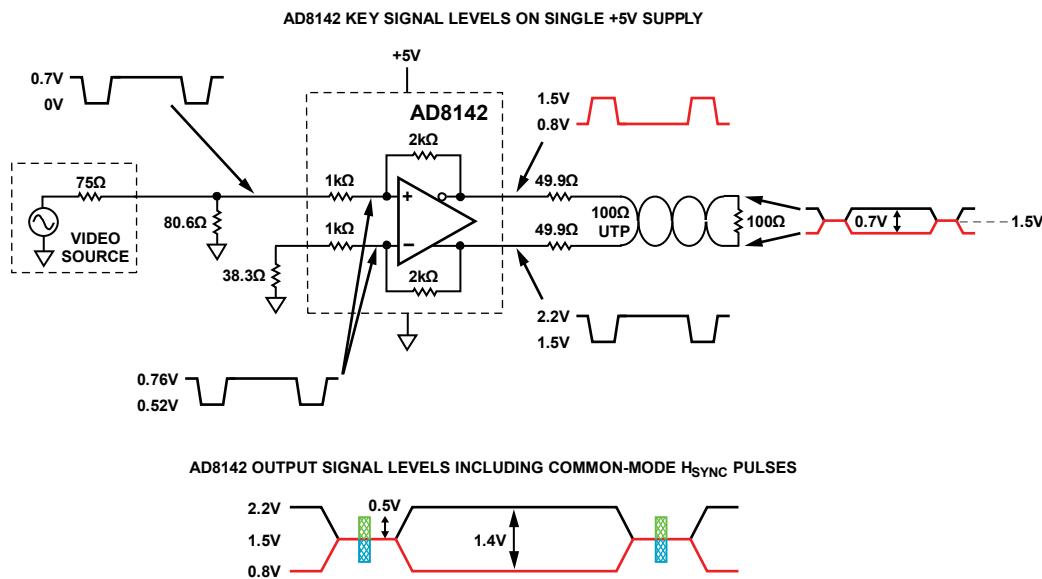 AD8142 KEY SIGNAL LEVELS ON SINGLE +5V SUPPLY
+5V
0.7V
0V
AD8142
1.5V
0.8V
2kΩ
75Ω
1kΩ
49.9Ω
80.6Ω
100Ω
UTP
100Ω
0.7V
1.5V
VIDEO
SOURCE
1kΩ
49.9Ω
38.3Ω
2kΩ
2.2V
1.5V
0.76V
0.52V
AD8142 OUTPUT SIGNAL LEVELS INCLUDING COMMON-MODE HSYNC PULSES
2.2V
0.5V
1.5V
1.4V
0.8V